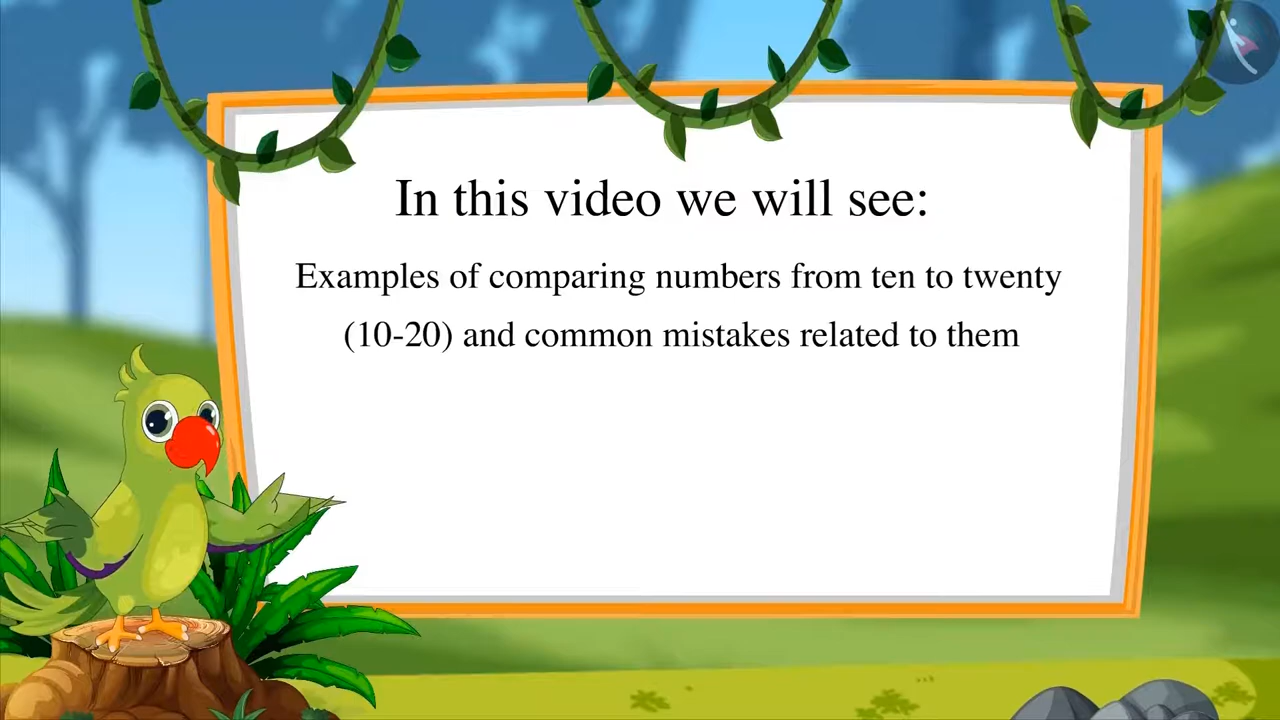 In this video we will see:
Examples of comparing numbers from ten to twenty
(10-20) and common mistakes related to them